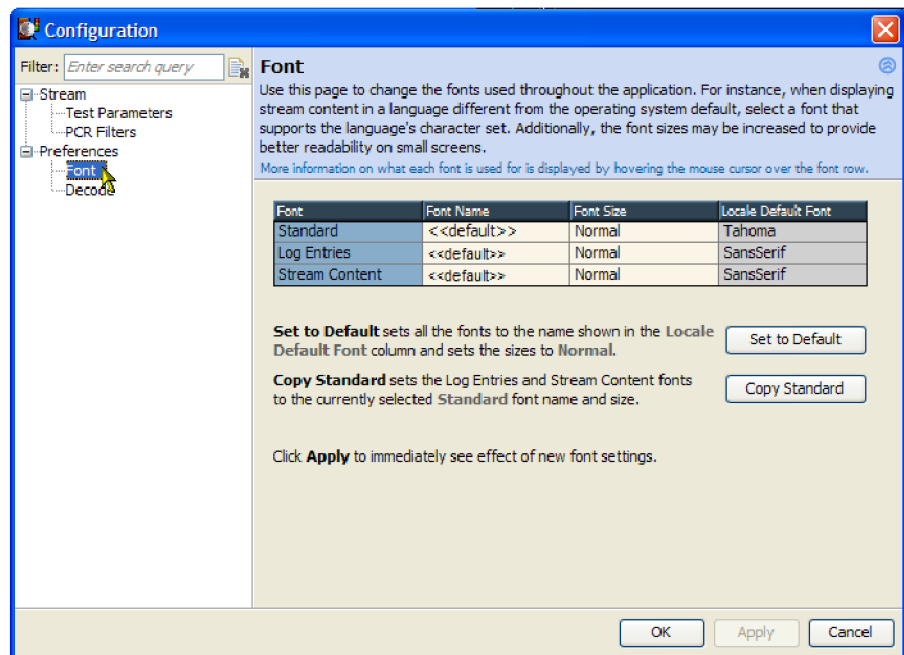 Configuration
Filter: Enter search query
Stream
Test Parameters
PCR Filters
Preferences
Font
Decode
Font
Use this page to change the fonts used throughout the application. For instance, when displaying
stream content in a language different from the operating system default, select a font that
supports the language's character set. Additionally, the font sizes may be increased to provide
better readability on small screens.
More information on what each font is used for is displayed by hovering the mouse cursor over the font row.
Font Font Name Font Size Locale Default Font
Standard <<default>> Normal Tahoma
Log Entries <<default>> Normal SansSerif
Stream Content <<default>> Normal SansSerif
Set to Default sets all the fonts to the name shown in the Locale
Default Font column and sets the sizes to Normal.
Set to Default
Copy Standard sets the Log Entries and Stream Content fonts
to the currently selected Standard font name and size.
Copy Standard
Click Apply to immediately see effect of new font settings.
OK Apply Cancel